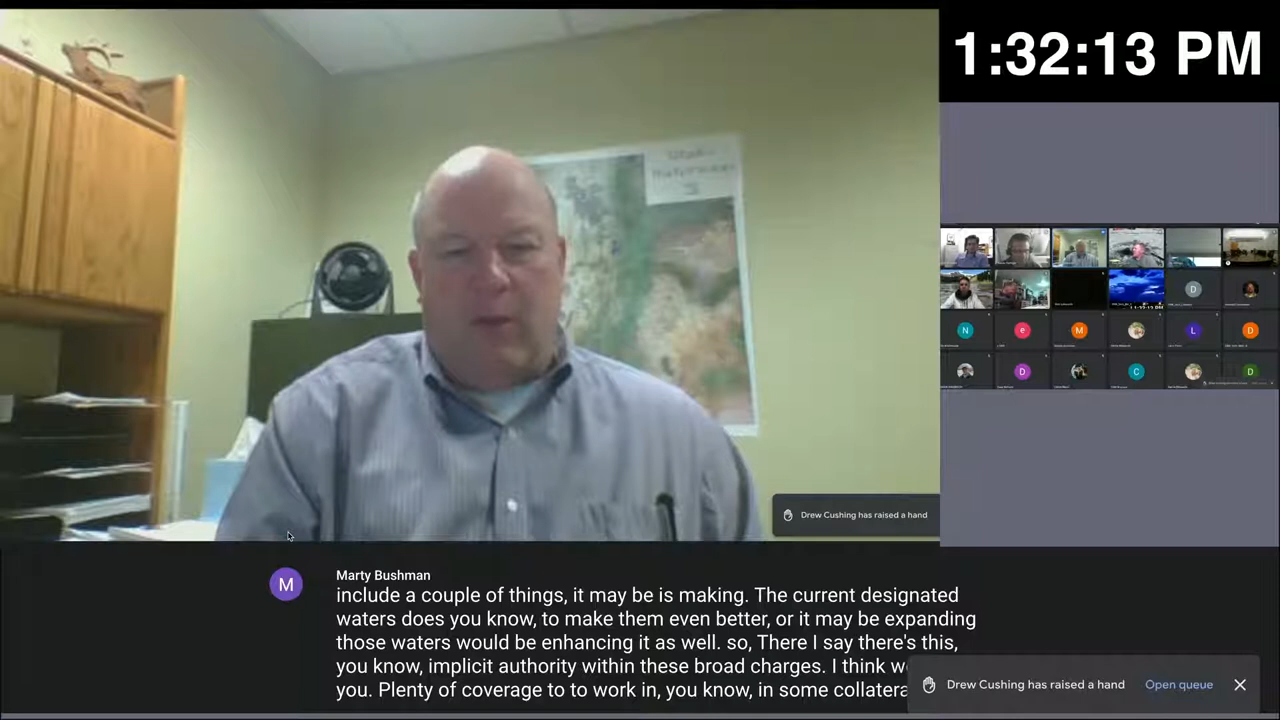 1:32:13 PM
Drew Cushing has raised a hand
D
N
e
M
L
D
D
C
D
M
Marty Bushman
include a couple of things, it may be is making. The current designated
waters does you know, to make them even better, or it may be expanding
those waters would be enhancing it as well. so, There I say there's this,
you know, implicit authority within these broad charges. I think w
you. Plenty of coverage to to work in, you know, in some collatera
Drew Cushing has raised a hand Open queue